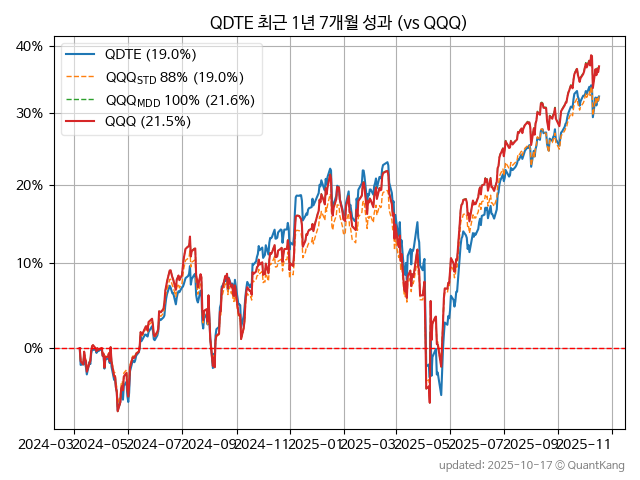 QDTE 최근 1년 7개월 성과 (vs QQQ)
40%
30%
20%
10%
0%
QDTE (19.0%)
QQQSTD 88% (19.0%)
QQQMDD 100% (21.6%)
QQQ (21.5%)
2024-03 2024-05 2024-07 2024-09 2024-11 2025-01 2025-03 2025-05 2025-07 2025-09 2025-11
updated: 2025-10-17 © QuantKang